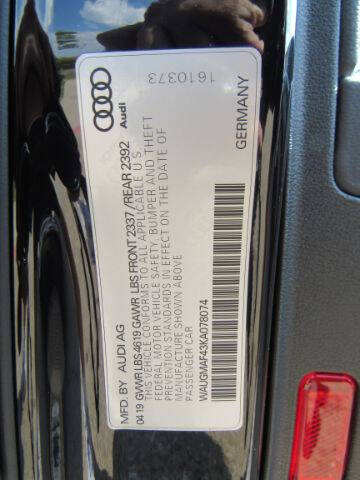 Audi
1610373
GERMANY
MFD. BY AUDI AG
04 19 GVWR LBS 4619 GAWR LBS FRONT 2337 / REAR 2392
THIS VEHICLE CONFORMS TO ALL APPLICABLE U S
FEDERAL MOTOR VEHICLE SAFETY, BUMPER AND THEFT
PREVENTION STANDARDS IN EFFECT ON THE DATE OF
MANUFACTURE SHOWN ABOVE
PASSENGER CAR
WAUGMAF43KA078074